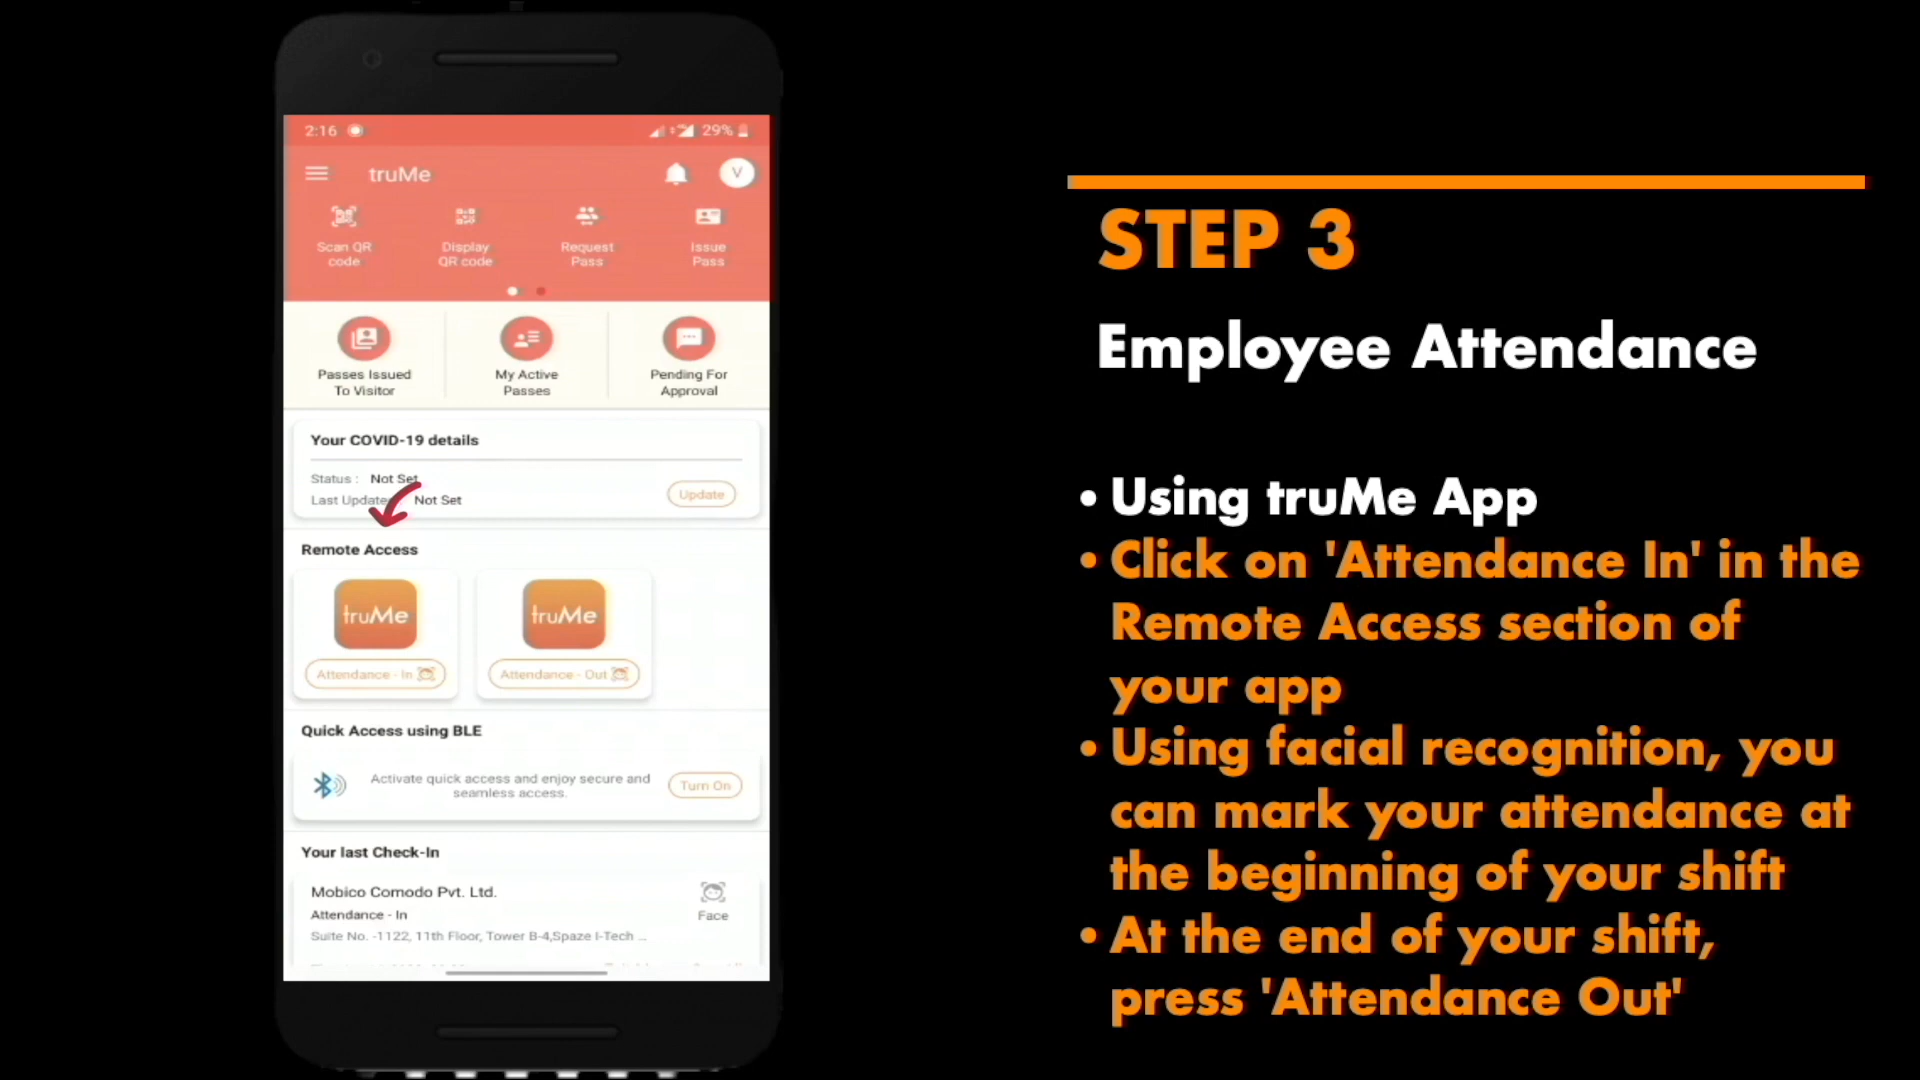 2:16
29%
truMe
V
Scan QR code
Display QR code
Request Pass
Issue Pass
Passes Issued To Visitor
My Active Passes
Pending For Approval
Your COVID-19 details
Status : Not Set
Last Update Not Set
Update
Remote Access
truMe
truMe
Attendance - In
Attendance - Out
Quick Access using BLE
Activate quick access and enjoy secure and
seamless access.
Turn On
Your last Check-In
Mobico Comodo Pvt. Ltd.
Attendance - In
Face
Suite No. -1122, 11th Floor, Tower B-4,Spaze I-Tech ...
STEP 3
Employee Attendance
• Using truMe App
• Click on 'Attendance In' in the
Remote Access section of
your app
• Using facial recognition, you
can mark your attendance at
the beginning of your shift
• At the end of your shift,
press 'Attendance Out'